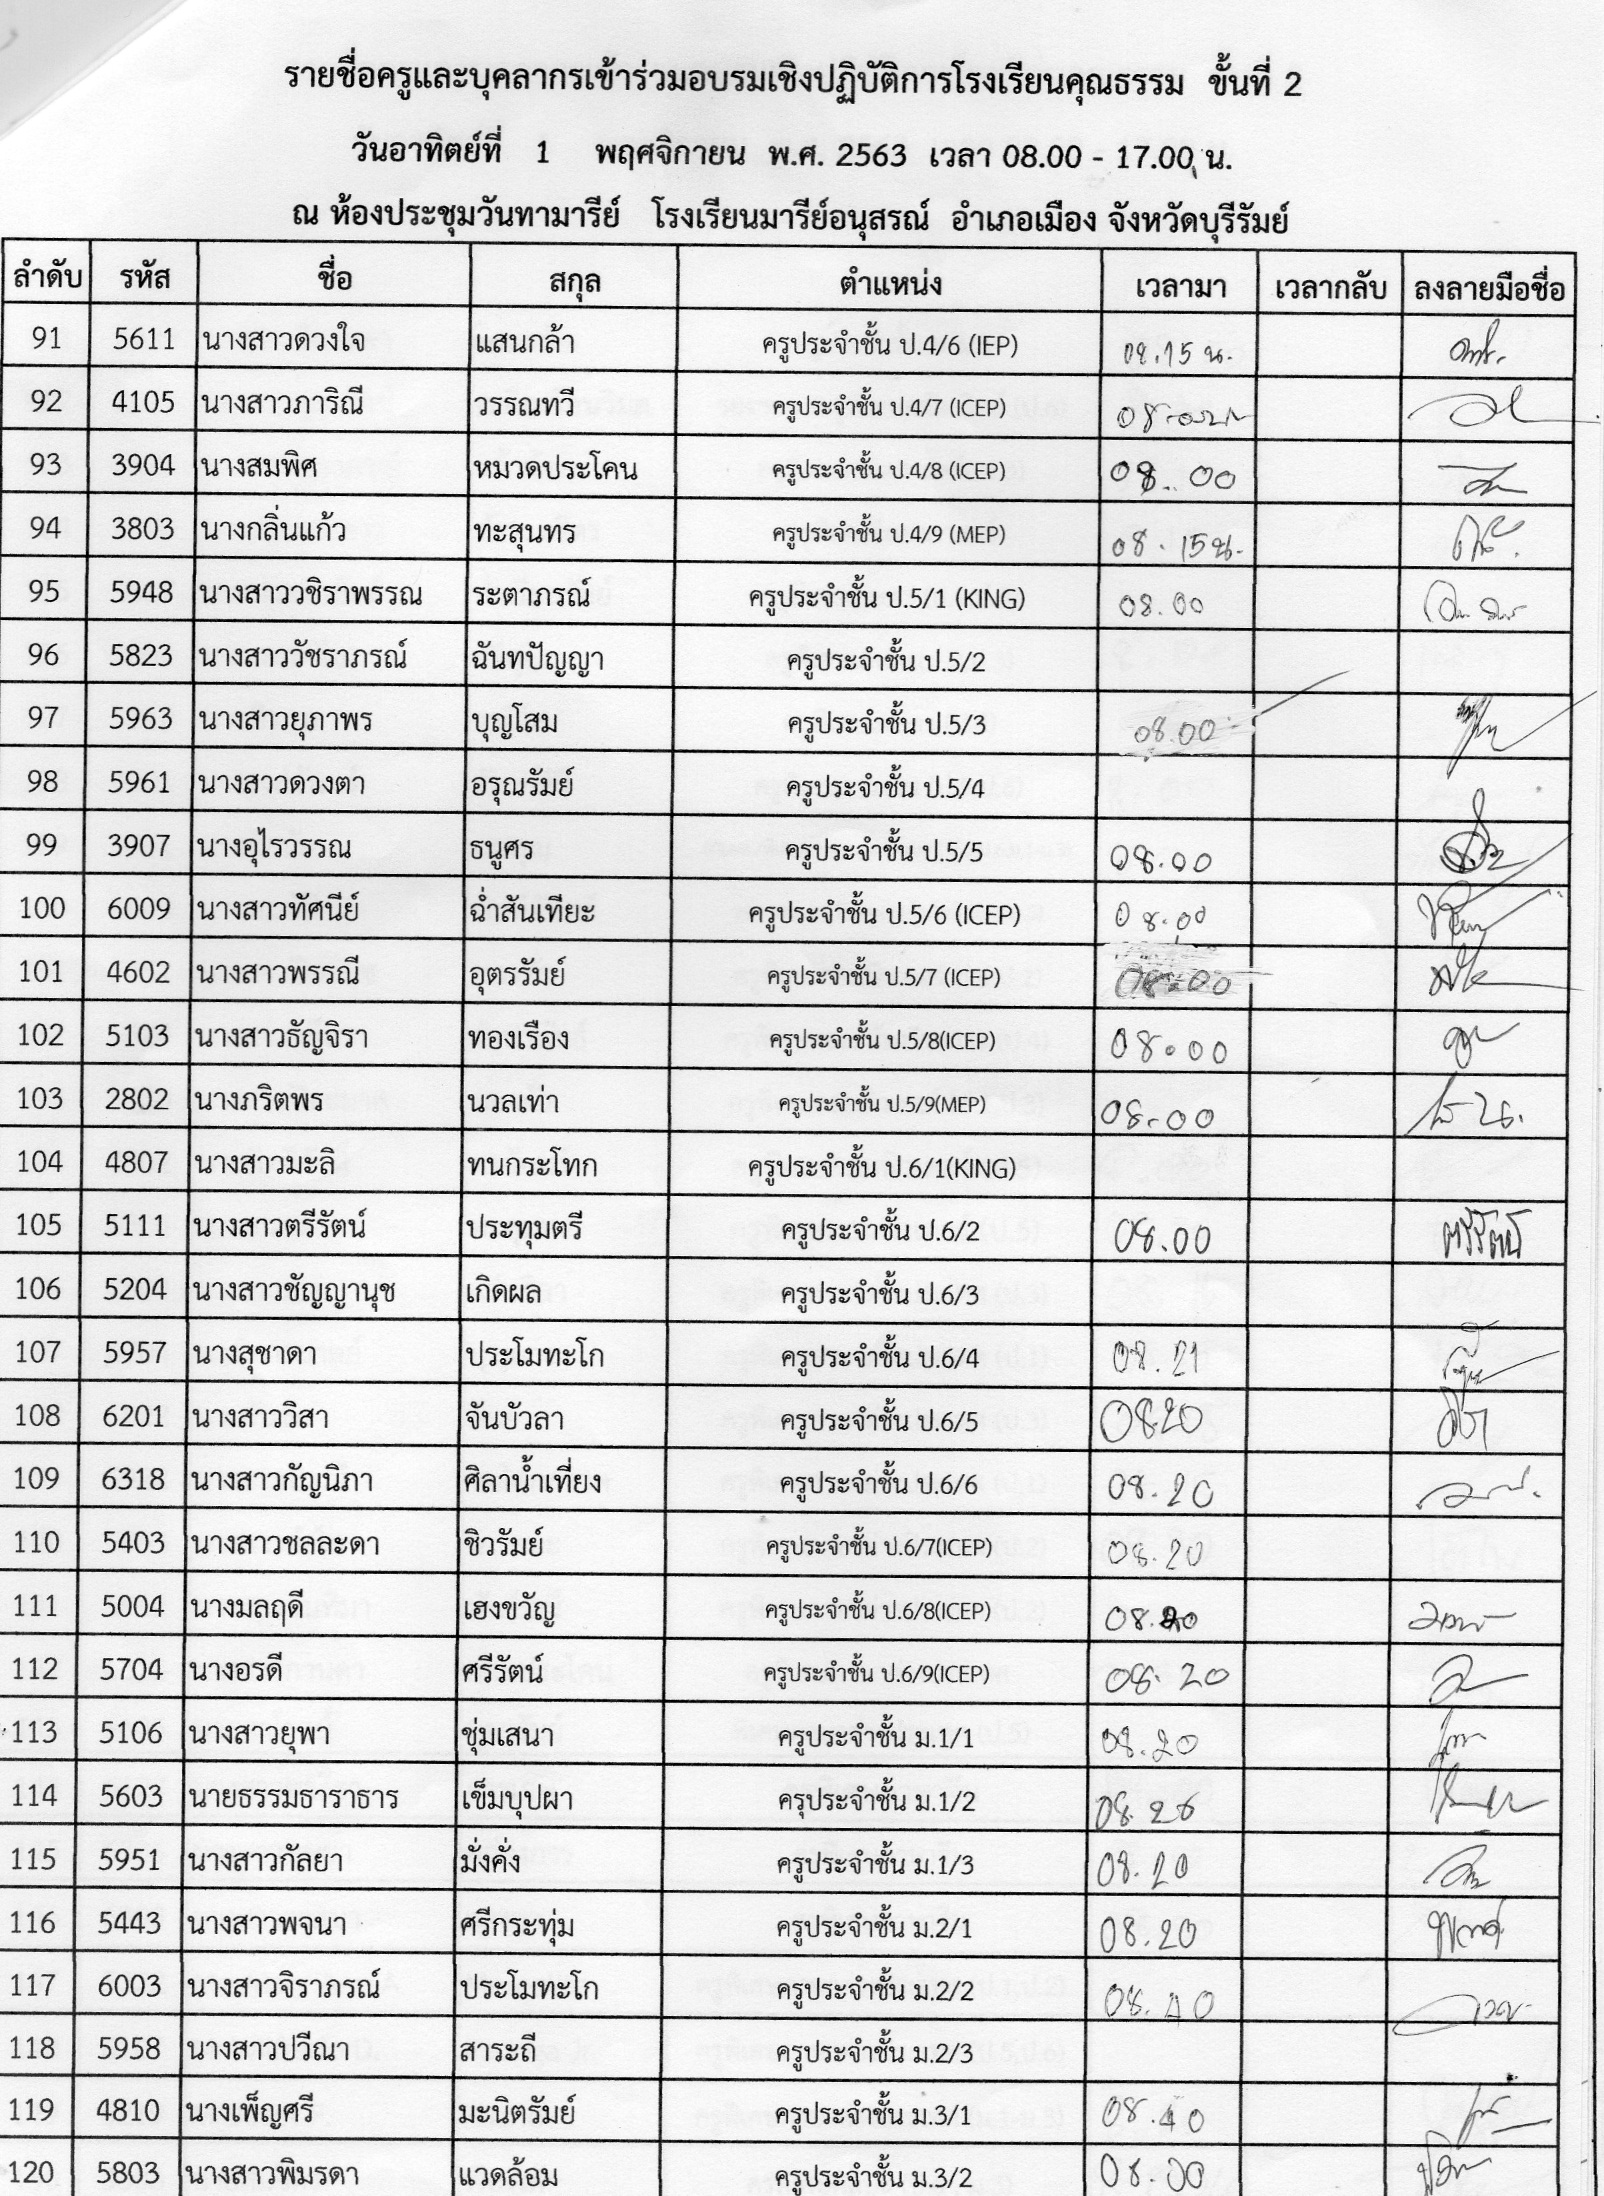 รายชื่อครูและบุคลากรเข้าร่วมอบรมเชิงปฏิบัติการโรงเรียนคุณธรรม ขั้นที่ 2
วันอาทิตย์ที่ 1 พฤศจิกายน พ.ศ. 2563 เวลา 08.00 - 17.00 น.
ณ ห้องประชุมวันทามารีย์ โรงเรียนมารีย์อนุสรณ์ อำเภอเมือง จังหวัดบุรีรัมย์
ลำดับ รหัส ชื่อ สกุล ตำแหน่ง เวลามา เวลากลับ ลงลายมือชื่อ
91 5611 นางสาวดวงใจ แสนกล้า ครูประจำชั้น ป.4/6 (IEP) 08.15 น.
92 4105 นางสาวภาริณี วรรณทวี ครูประจำชั้น ป.4/7 (ICEP)
93 3904 นางสมพิศ หมวดประโคน ครูประจำชั้น ป.4/8 (ICEP) 08.00
94 3803 นางกลิ่นแก้ว ทะสุนทร ครูประจำชั้น ป.4/9 (MEP) 08.15น.
95 5948 นางสาววชิราพรรณ ระตาภรณ์ ครูประจำชั้น ป.5/1 (KING) 08.00
96 5823 นางสาววัชราภรณ์ ฉันทปัญญา ครูประจำชั้น ป.5/2
97 5963 นางสาวยุภาพร บุญโสม ครูประจำชั้น ป.5/3 08.00
98 5961 นางสาวดวงตา อรุณรัมย์ ครูประจำชั้น ป.5/4
99 3907 นางอุไรวรรณ ธนูศร ครูประจำชั้น ป.5/5 08.00
100 6009 นางสาวทัศนีย์ ฉ่ำสันเทียะ ครูประจำชั้น ป.5/6 (ICEP) 08.00
101 4602 นางสาวพรรณี อุตรรัมย์ ครูประจำชั้น ป.5/7 (ICEP) 08.00
102 5103 นางสาวธัญจิรา ทองเรือง ครูประจำชั้น ป.5/8(ICEP) 08.00
103 2802 นางภริตพร นวลเท่า ครูประจำชั้น ป.5/9(MEP) 08.00
104 4807 นางสาวมะลิ ทนกระโทก ครูประจำชั้น ป.6/1(KING)
105 5111 นางสาวตรีรัตน์ ประทุมตรี ครูประจำชั้น ป.6/2 08.00 ตรีรัตน์
106 5204 นางสาวชัญญานุช เกิดผล ครูประจำชั้น ป.6/3
107 5957 นางสุชาดา ประโมทะโก ครูประจำชั้น ป.6/4 08.21
108 6201 นางสาววิสา จันบัวลา ครูประจำชั้น ป.6/5 0820
109 6318 นางสาวกัญนิภา ศิลาน้ำเที่ยง ครูประจำชั้น ป.6/6 08.20
110 5403 นางสาวชลละดา ชิวรัมย์ ครูประจำชั้น ป.6/7(ICEP) 08.20
111 5004 นางมลฤดี เฮงขวัญ ครูประจำชั้น ป.6/8(ICEP) 08.20
112 5704 นางอรดี ศรีรัตน์ ครูประจำชั้น ป.6/9(ICEP) 08.20
113 5106 นางสาวยุพา ชุ่มเสนา ครูประจำชั้น ม.1/1 08.20
114 5603 นายธรรมธาราธาร เข็มบุปผา ครุประจำชั้น ม.1/2 08.26
115 5951 นางสาวกัลยา มั่งคั่ง ครูประจำชั้น ม.1/3 08.20
116 5443 นางสาวพจนา ศรีกระทุ่ม ครูประจำชั้น ม.2/1 08.20
117 6003 นางสาวจิราภรณ์ ประโมทะโก ครูประจำชั้น ม.2/2 08.40
118 5958 นางสาวปวีณา สาระถี ครูประจำชั้น ม.2/3
119 4810 นางเพ็ญศรี มะนิตรัมย์ ครูประจำชั้น ม.3/1 08.40
120 5803 นางสาวพิมรดา แวดล้อม ครูประจำชั้น ม.3/2 08.00